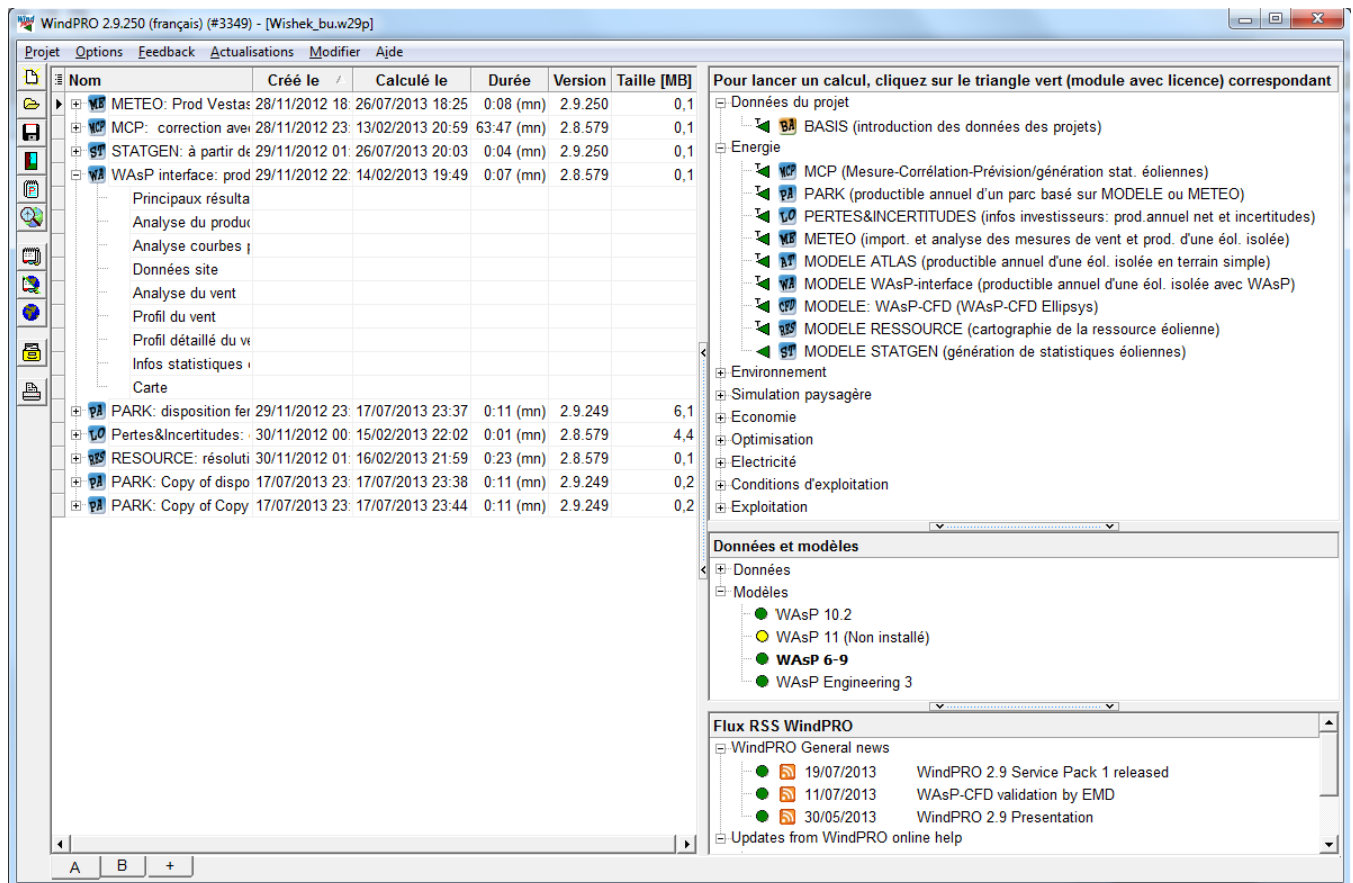 WindPRO 2.9.250 (français) (#3349) - [Wishek_bu.w29p]
Projet Options Feedback Actualisations Modifier Aide
Nom Créé le Calculé le Durée Version Taille [MB]
METEO: Prod Vestas 28/11/2012 18: 26/07/2013 18:25 0:08 (mn) 2.9.250 0,1
MCP: correction ave 28/11/2012 23: 13/02/2013 20:59 63:47 (mn) 2.8.579 0,1
STATGEN: à partir de 29/11/2012 01: 26/07/2013 20:03 0:04 (mn) 2.9.250 0,1
WAsP interface: prod 29/11/2012 22: 14/02/2013 19:49 0:07 (mn) 2.8.579 0,1
Principaux résulta
Analyse du produc
Analyse courbes
Données site
Analyse du vent
Profil du vent
Profil détaillé du ve
Infos statistiques
Carte
PARK: disposition fer 29/11/2012 23: 17/07/2013 23:37 0:11 (mn) 2.9.249 6,1
Pertes&Incertitudes: 30/11/2012 00: 15/02/2013 22:02 0:01 (mn) 2.8.579 4,4
RESOURCE: résoluti 30/11/2012 01: 16/02/2013 21:59 0:23 (mn) 2.8.579 0,1
PARK: Copy of dispo 17/07/2013 23: 17/07/2013 23:38 0:11 (mn) 2.9.249 0,2
PARK: Copy of Copy 17/07/2013 23: 17/07/2013 23:44 0:11 (mn) 2.9.249 0,2
A B +
Pour lancer un calcul, cliquez sur le triangle vert (module avec licence) correspondant
Données du projet
BA BASIS (introduction des données des projets)
Energie
MCP MCP (Mesure-Corrélation-Prévision/génération stat. éoliennes)
PA PARK (productible annuel d'un parc basé sur MODELE ou METEO)
LO PERTES&INCERTITUDES (infos investisseurs: prod.annuel net et incertitudes)
ME METEO (import. et analyse des mesures de vent et prod. d'une éol. isolée)
AT MODELE ATLAS (productible annuel d'une éol. isolée en terrain simple)
WA MODELE WAsP-interface (productible annuel d'une éol. isolée avec WAsP)
CFD MODELE: WAsP-CFD (WAsP-CFD Ellipsys)
RES MODELE RESSOURCE (cartographie de la ressource éolienne)
ST MODELE STATGEN (génération de statistiques éoliennes)
Environnement
Simulation paysagère
Economie
Optimisation
Electricité
Conditions d'exploitation
Exploitation
Données et modèles
Données
Modèles
WAsP 10.2
WAsP 11 (Non installé)
WAsP 6-9
WAsP Engineering 3
Flux RSS WindPRO
WindPRO General news
19/07/2013 WindPRO 2.9 Service Pack 1 released
11/07/2013 WAsP-CFD validation by EMD
30/05/2013 WindPRO 2.9 Presentation
Updates from WindPRO online help